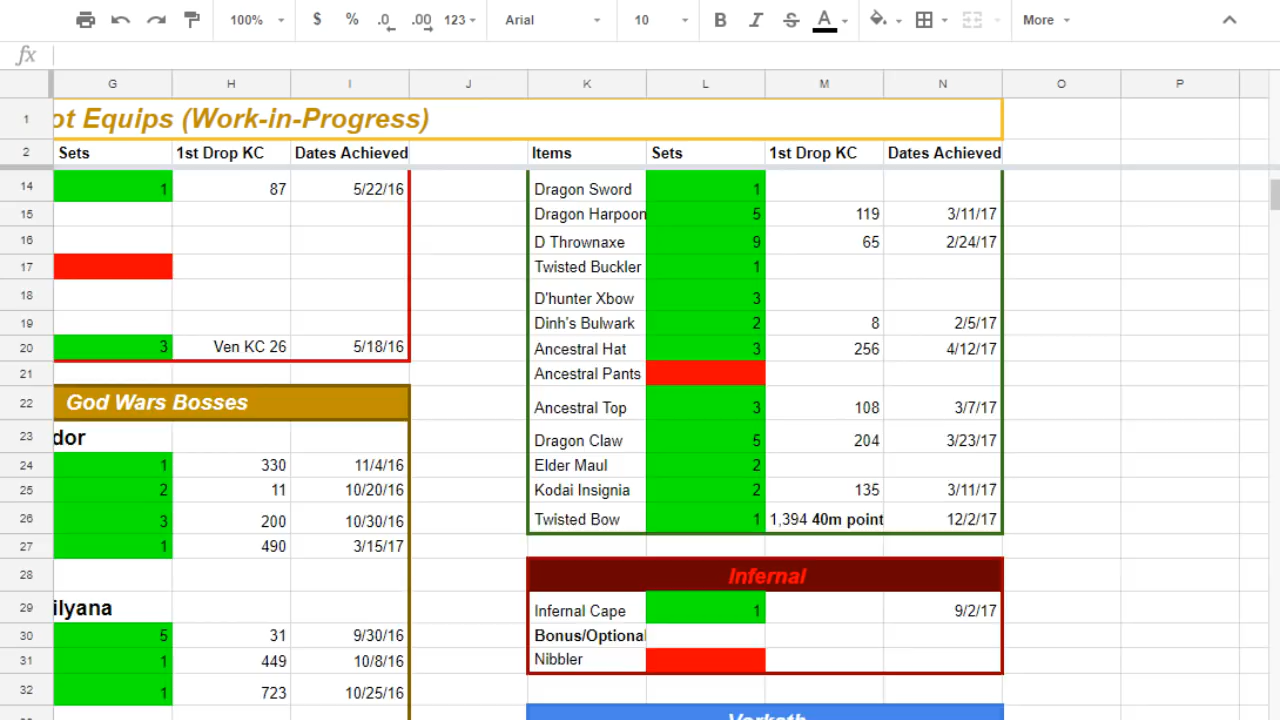 100% $ % .0 .00 123 Arial 10 B I S A More
fx
G H I J K L M N O P
1 ot Equips (Work-in-Progress)
2 Sets 1st Drop KC Dates Achieved Items Sets 1st Drop KC Dates Achieved
14 1 87 5/22/16 Dragon Sword 1
15 Dragon Harpoon 5 119 3/11/17
16 D Thrownaxe 9 65 2/24/17
17 Twisted Buckler 1
18 D'hunter Xbow 3
19 Dinh's Bulwark 2 8 2/5/17
20 3 Ven KC 26 5/18/16 Ancestral Hat 3 256 4/12/17
21 Ancestral Pants
22 God Wars Bosses Ancestral Top 3 108 3/7/17
23 dor Dragon Claw 5 204 3/23/17
24 1 330 11/4/16 Elder Maul 2
25 2 11 10/20/16 Kodai Insignia 2 135 3/11/17
26 3 200 10/30/16 Twisted Bow 1 1,394 40m point 12/2/17
27 1 490 3/15/17
28 Infernal
29 ilyana Infernal Cape 1 9/2/17
30 5 31 9/30/16 Bonus/Optional
31 1 449 10/8/16 Nibbler
32 1 723 10/25/16
Vorkath